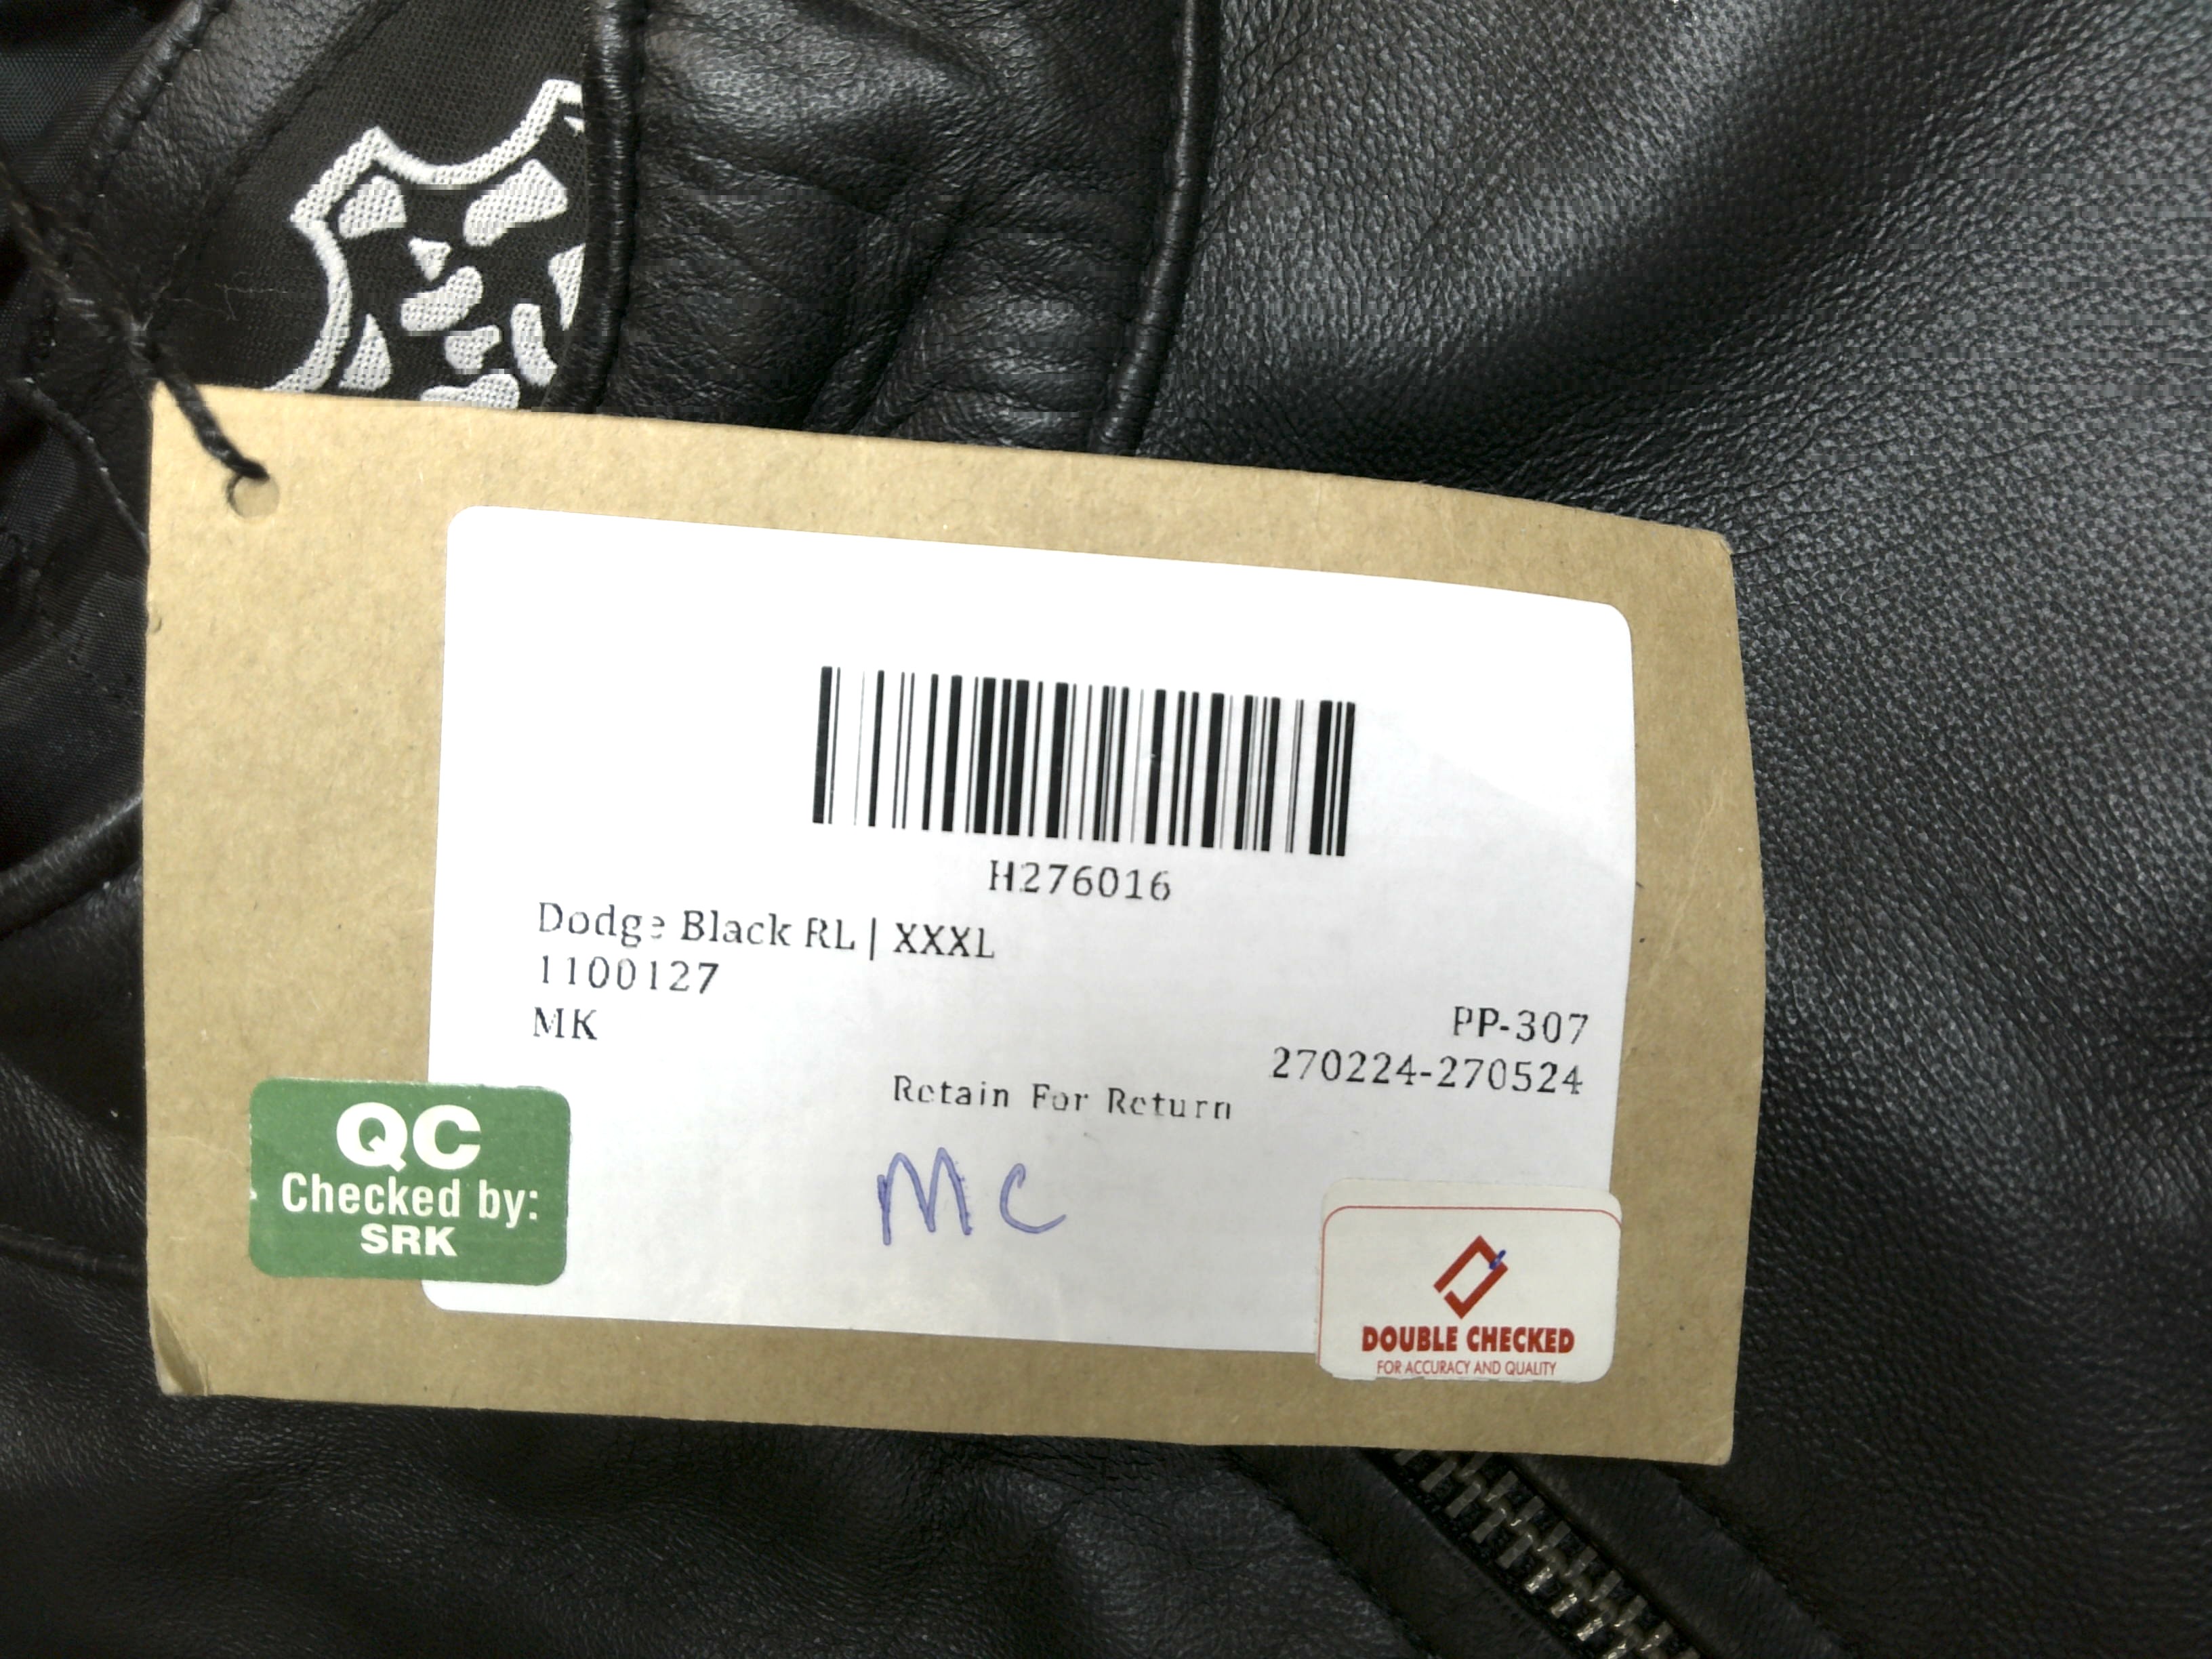 H276016
Dodge Black RL | XXXL
1100127
MK
PP-307
270224-270524
Retain For Return
MC
QC
Checked by:
SRK
DOUBLE CHECKED
FOR ACCURACY AND QUALITY